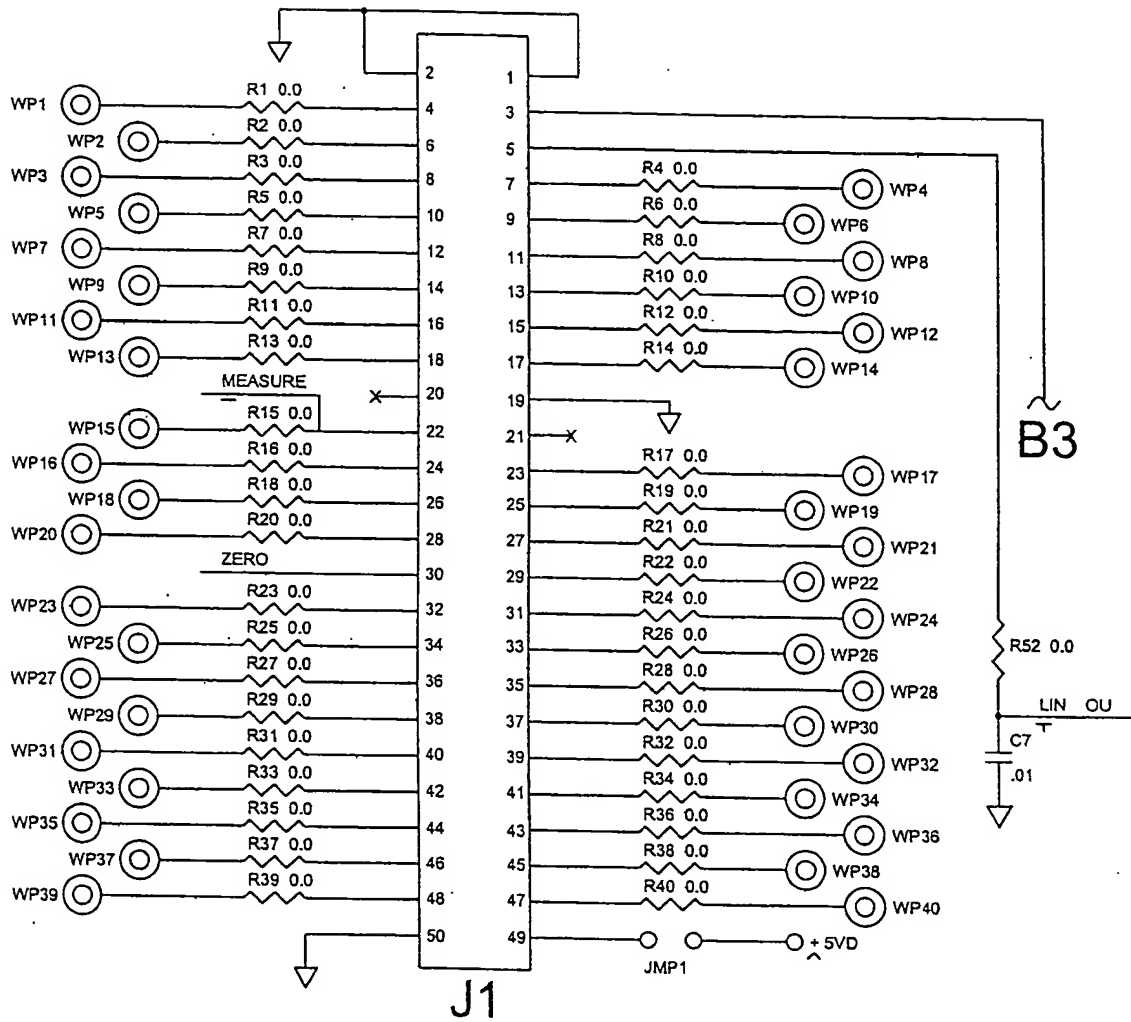 2 1
R1 0.0
WP1 4 3
R2 0.0
WP2 6 5
R3 0.0 R4 0.0
WP3 8 7 WP4
R5 0.0 R6 0.0
WP5 10 9 WP6
R7 0.0 R8 0.0
WP7 12 11 WP8
R9 0.0 R10 0.0
WP9 14 13 WP10
R11 0.0 R12 0.0
WP11 16 15 WP12
R13 0.0 R14 0.0
WP13 18 17 WP14
MEASURE 20 19
R15 0.0
WP15 22 21
B3
R16 0.0 R17 0.0
WP16 24 23 WP17
R18 0.0 R19 0.0
WP18 26 25 WP19
R20 0.0 R21 0.0
WP20 28 27 WP21
ZERO R22 0.0
30 29 WP22
R23 0.0 R24 0.0
WP23 32 31 WP24
R25 0.0 R26 0.0
WP25 34 33 WP26
R52 0.0
R27 0.0 R28 0.0
WP27 36 35 WP28
R29 0.0 R30 0.0
WP29 38 37 WP30
LIN OU
R31 0.0 R32 0.0
WP31 40 39 WP32
C7
.01
R33 0.0 R34 0.0
WP33 42 41 WP34
R35 0.0 R36 0.0
WP35 44 43 WP36
R37 0.0 R38 0.0
WP37 46 45 WP38
R39 0.0 R40 0.0
WP39 48 47 WP40
50 49 + 5VD
JMP1
J1